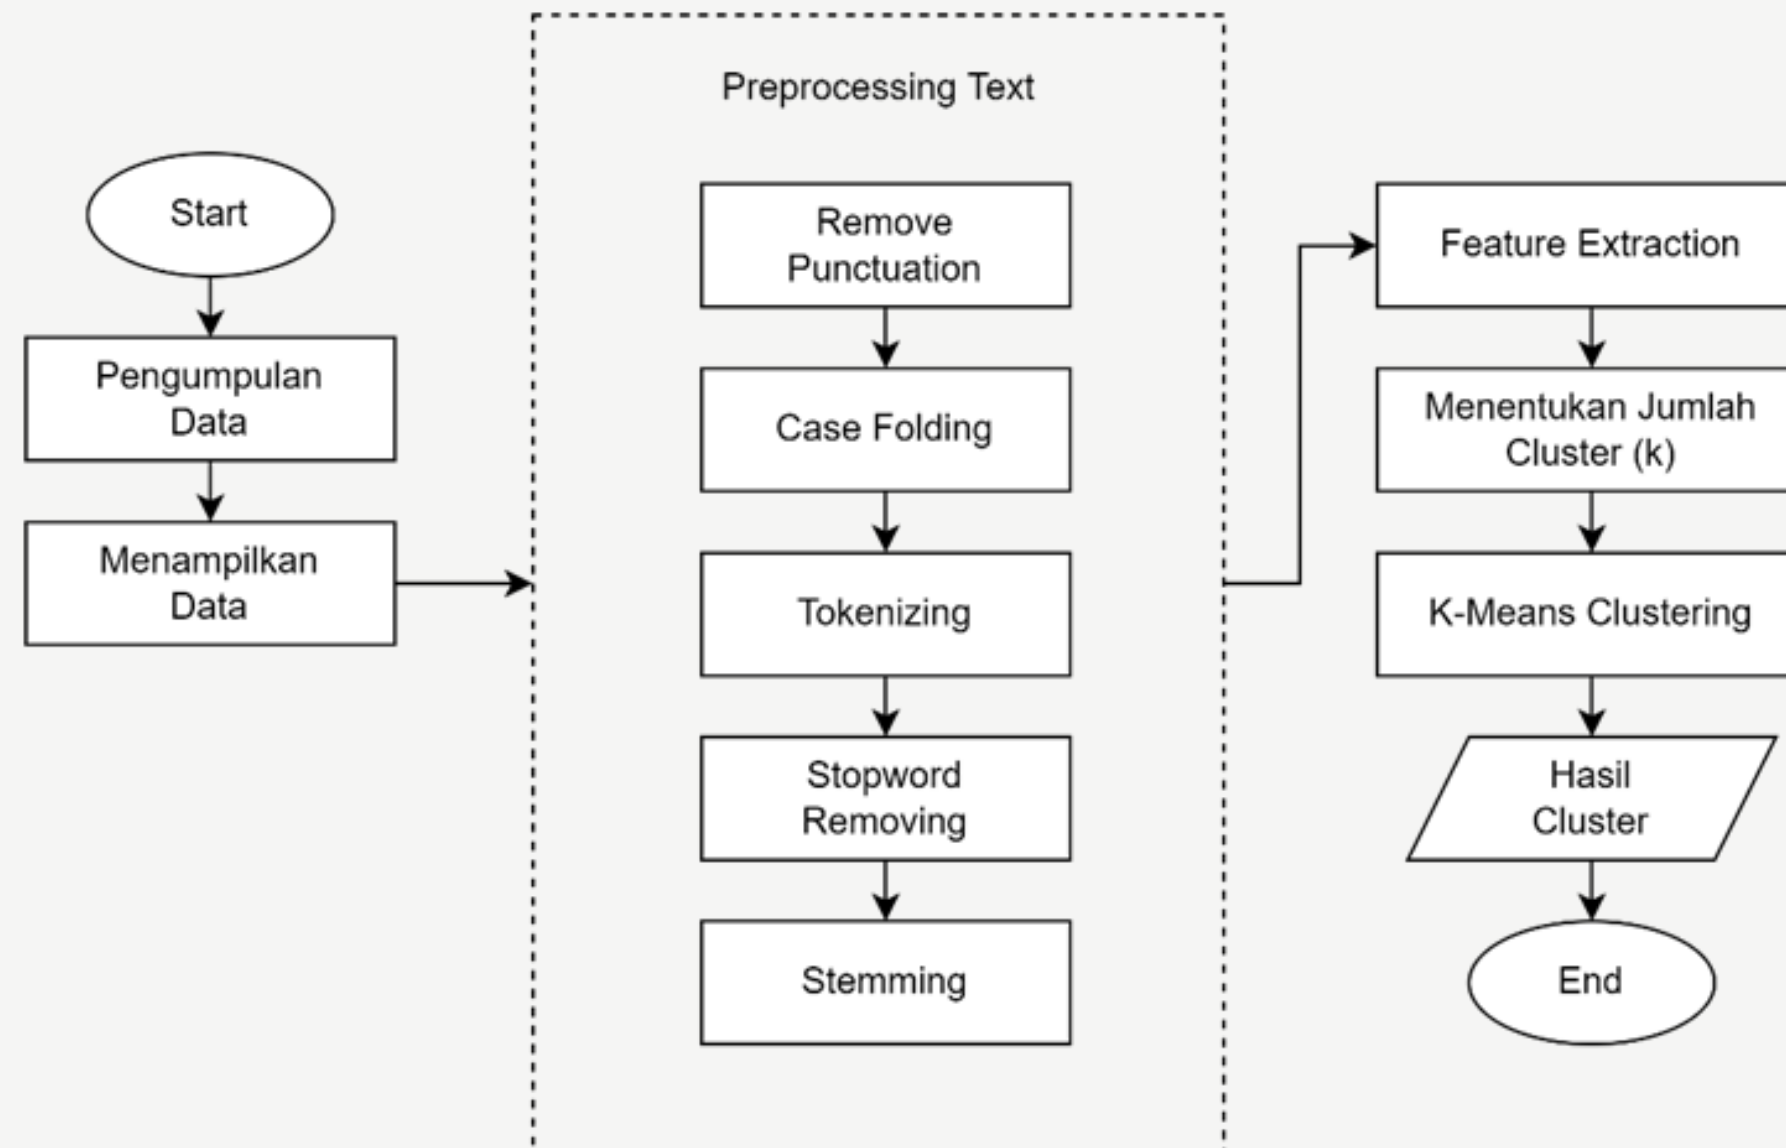 Start
Pengumpulan
Data
Menampilkan
Data
Preprocessing Text
Remove
Punctuation
Case Folding
Tokenizing
Stopword
Removing
Stemming
Feature Extraction
Menentukan Jumlah
Cluster (k)
K-Means Clustering
Hasil
Cluster
End